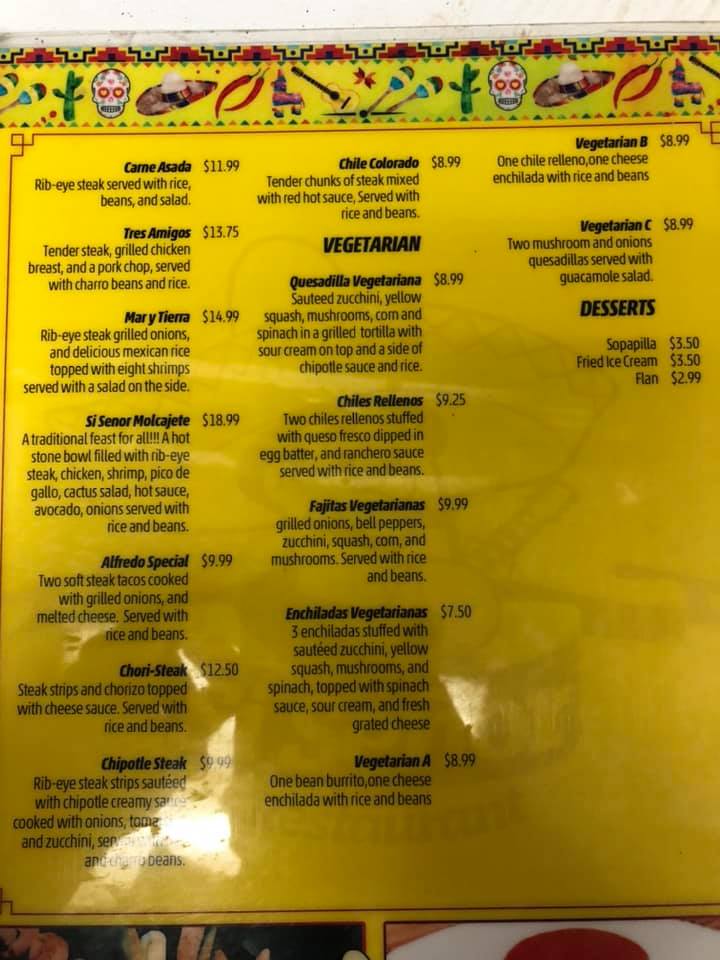 Carne Asada $11.99
Rib-eye steak served with rice,
beans, and salad.
Tres Amigos $13.75
Tender steak, grilled chicken
breast, and a pork chop, served
with charro beans and rice.
Mar y Tierra $14.99
Rib-eye steak grilled onions,
and delicious mexican rice
topped with eight shrimps
served with a salad on the side.
Si Senor Molcajete $18.99
A traditional feast for all!!! A hot
stone bowl filled with rib-eye
steak, chicken, shrimp, pico de
gallo, cactus salad, hot sauce,
avocado, onions served with
rice and beans.
Alfredo Special $9.99
Two soft steak tacos cooked
with grilled onions, and
melted cheese. Served with
rice and beans.
Chori-Steak $12.50
Steak strips and chorizo topped
with cheese sauce. Served with
rice and beans.
Chipotle Steak $9.99
Rib-eye steak strips sautéed
with chipotle creamy sauce
cooked with onions,
and zucchini,
and charro beans.
Chile Colorado $8.99
Tender chunks of steak mixed
with red hot sauce, Served with
rice and beans.
VEGETARIAN
Quesadilla Vegetariana $8.99
Sauteed zucchini, yellow
squash, mushrooms, corn and
spinach in a grilled tortilla with
sour cream on top and a side of
chipotle sauce and rice.
Chiles Rellenos $9.25
Two chiles rellenos stuffed
with queso fresco dipped in
egg batter, and ranchero sauce
served with rice and beans.
Fajitas Vegetarianas $9.99
grilled onions, bell peppers,
zucchini, squash, corn, and
mushrooms. Served with rice
and beans.
Enchiladas Vegetarianas $7.50
3 enchiladas stuffed with
sautéed zucchini, yellow
squash, mushrooms, and
spinach, topped with spinach
sauce, sour cream, and fresh
grated cheese
Vegetarian A $8.99
One bean burrito,one cheese
enchilada with rice and beans
Vegetarian B $8.99
One chile relleno,one cheese
enchilada with rice and beans
Vegetarian C $8.99
Two mushroom and onions
quesadillas served with
guacamole salad.
DESSERTS
Sopapilla $3.50
Fried Ice Cream $3.50
Flan $2.99